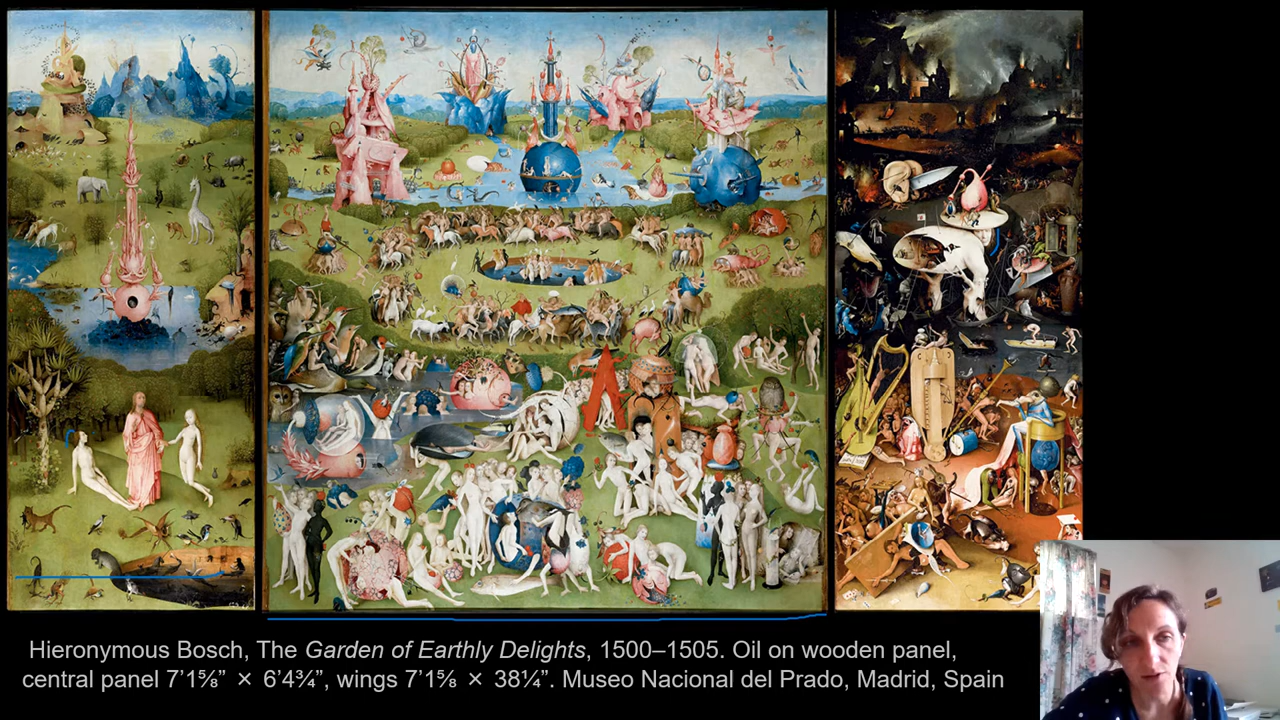 Hieronymous Bosch, The Garden of Earthly Delights, 1500–1505. Oil on wooden panel,
central panel 7’1⅝” × 6’4¾”, wings 7’1⅝ × 38¼”. Museo Nacional del Prado, Madrid, Spain